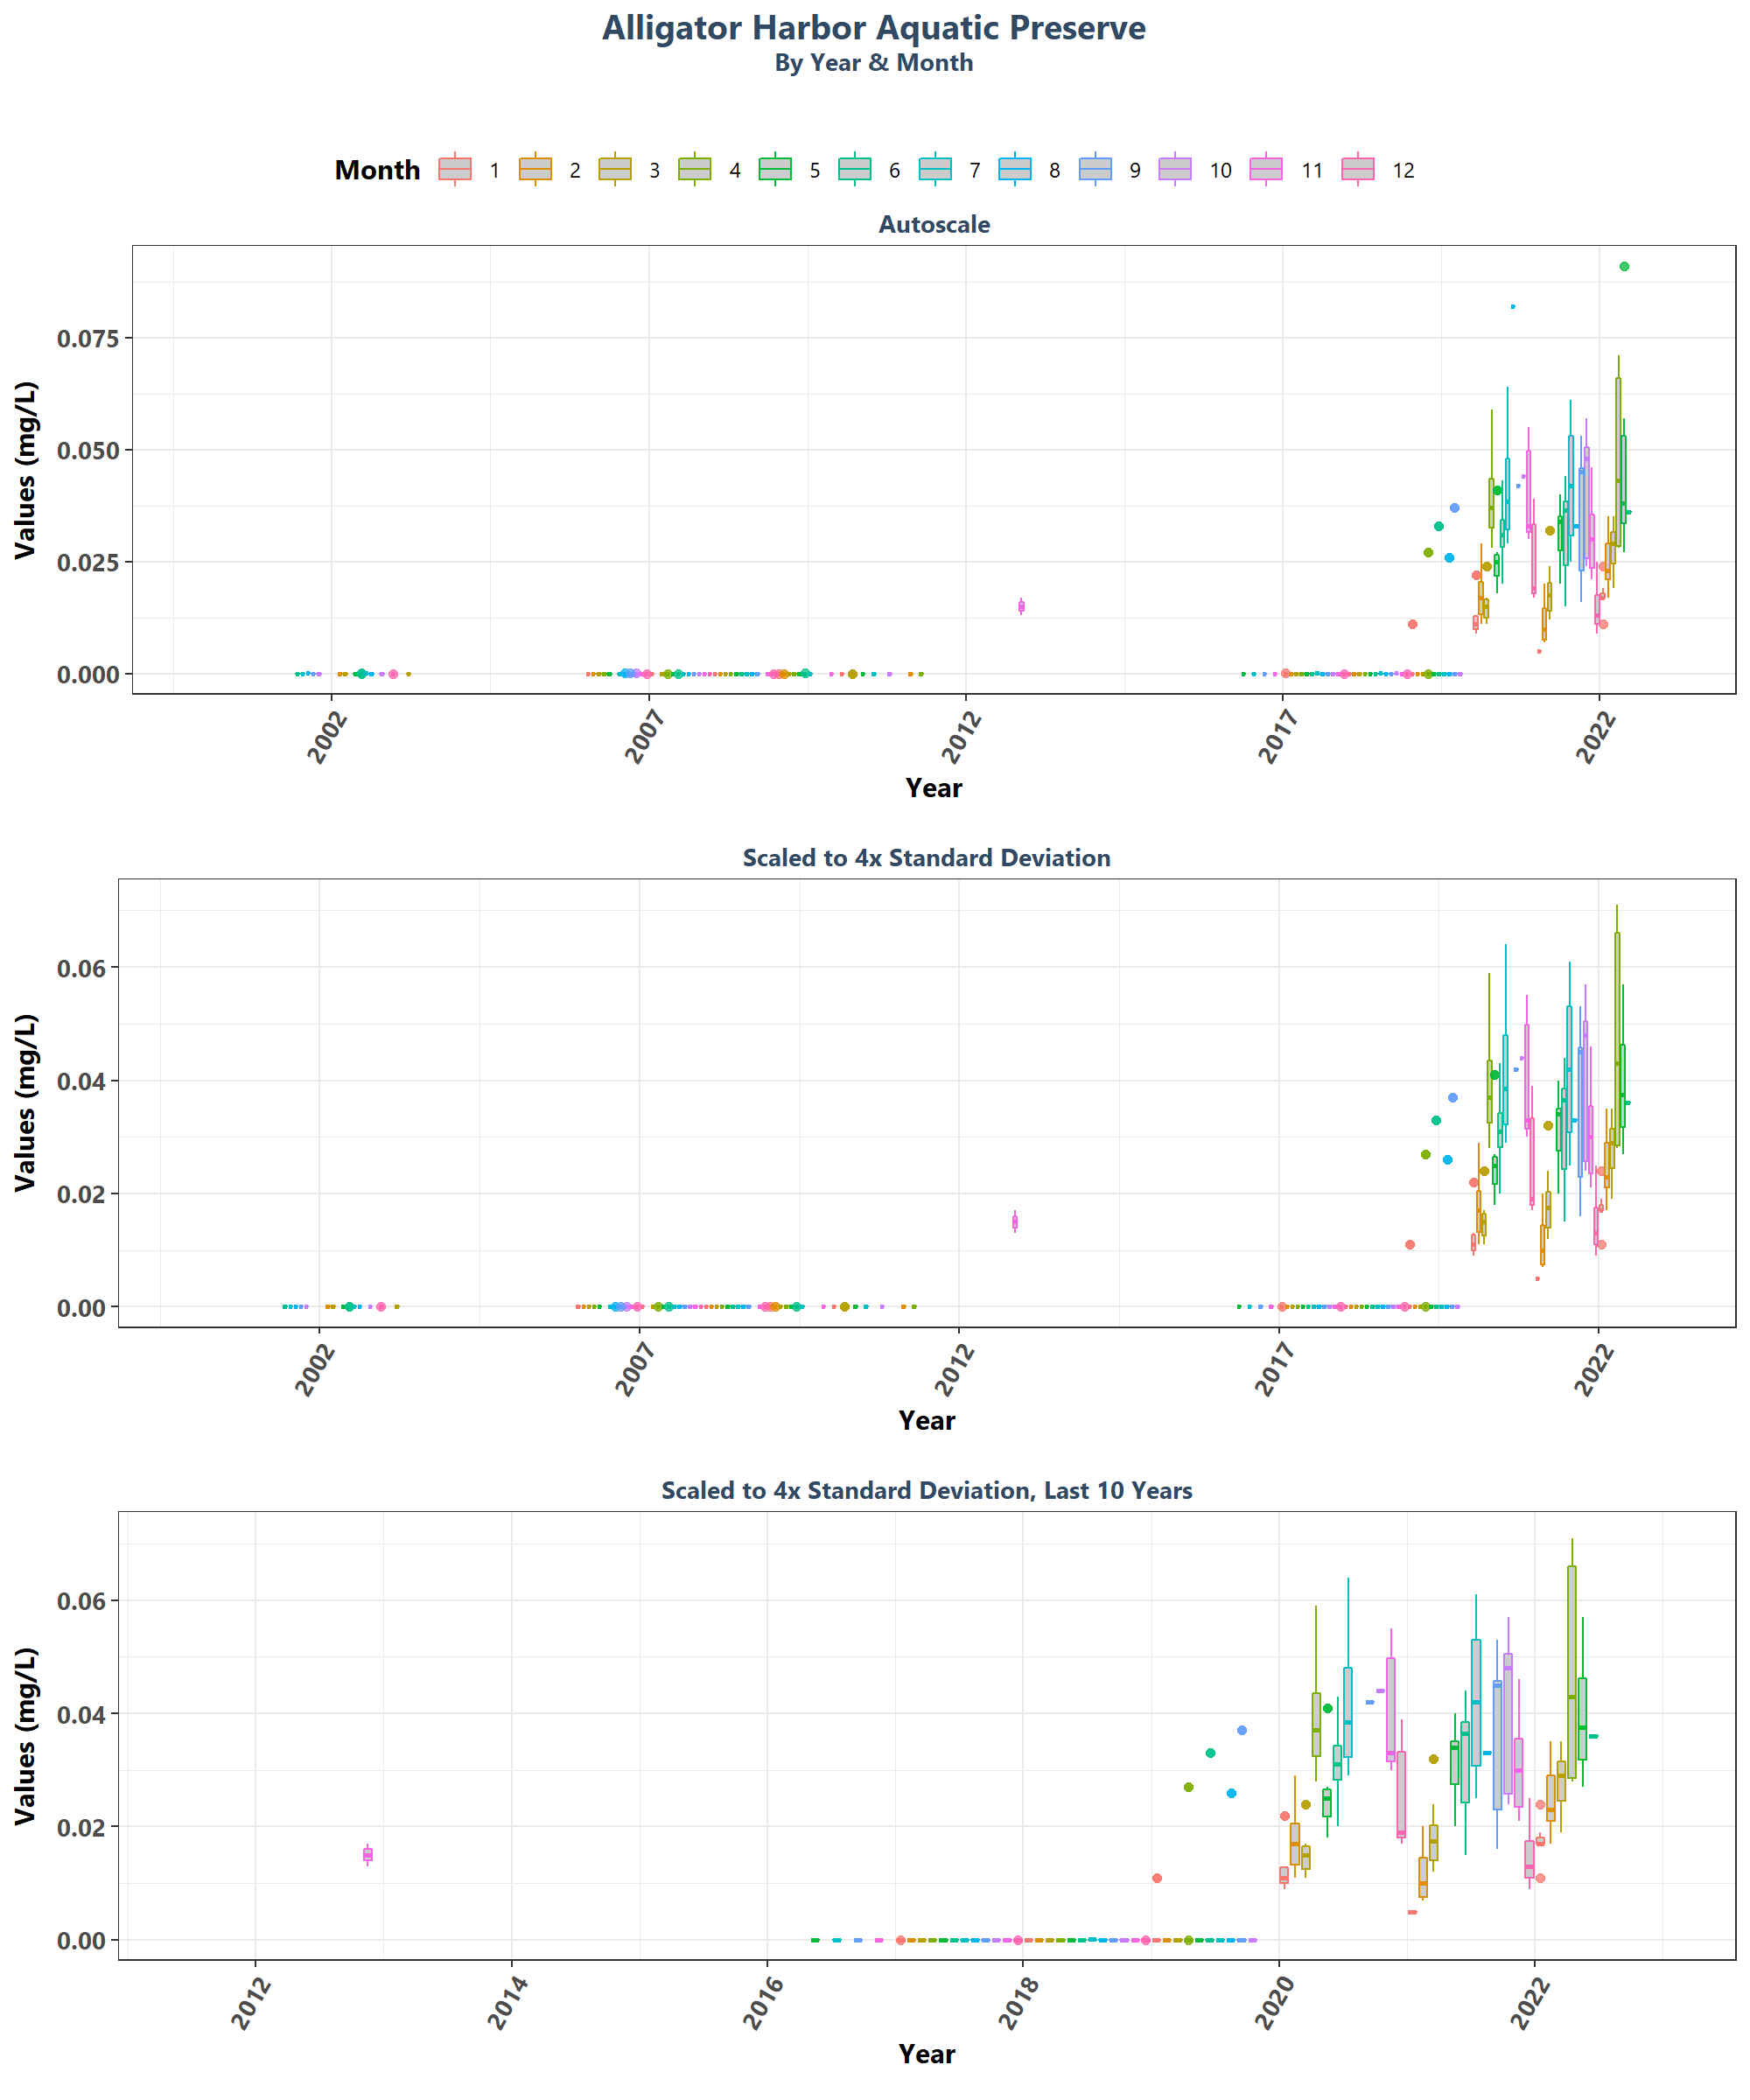 Alligator Harbor Aquatic Preserve
By Year & Month
Month 1 2 3 4 5 6 7 8 9 10 11 12
Autoscale
Values (mg/L)
0.075
0.050
0.025
0.000
2002 2007 2012 2017 2022
Year
Scaled to 4x Standard Deviation
Values (mg/L)
0.06
0.04
0.02
0.00
2002 2007 2012 2017 2022
Year
Scaled to 4x Standard Deviation, Last 10 Years
Values (mg/L)
0.06
0.04
0.02
0.00
2012 2014 2016 2018 2020 2022
Year